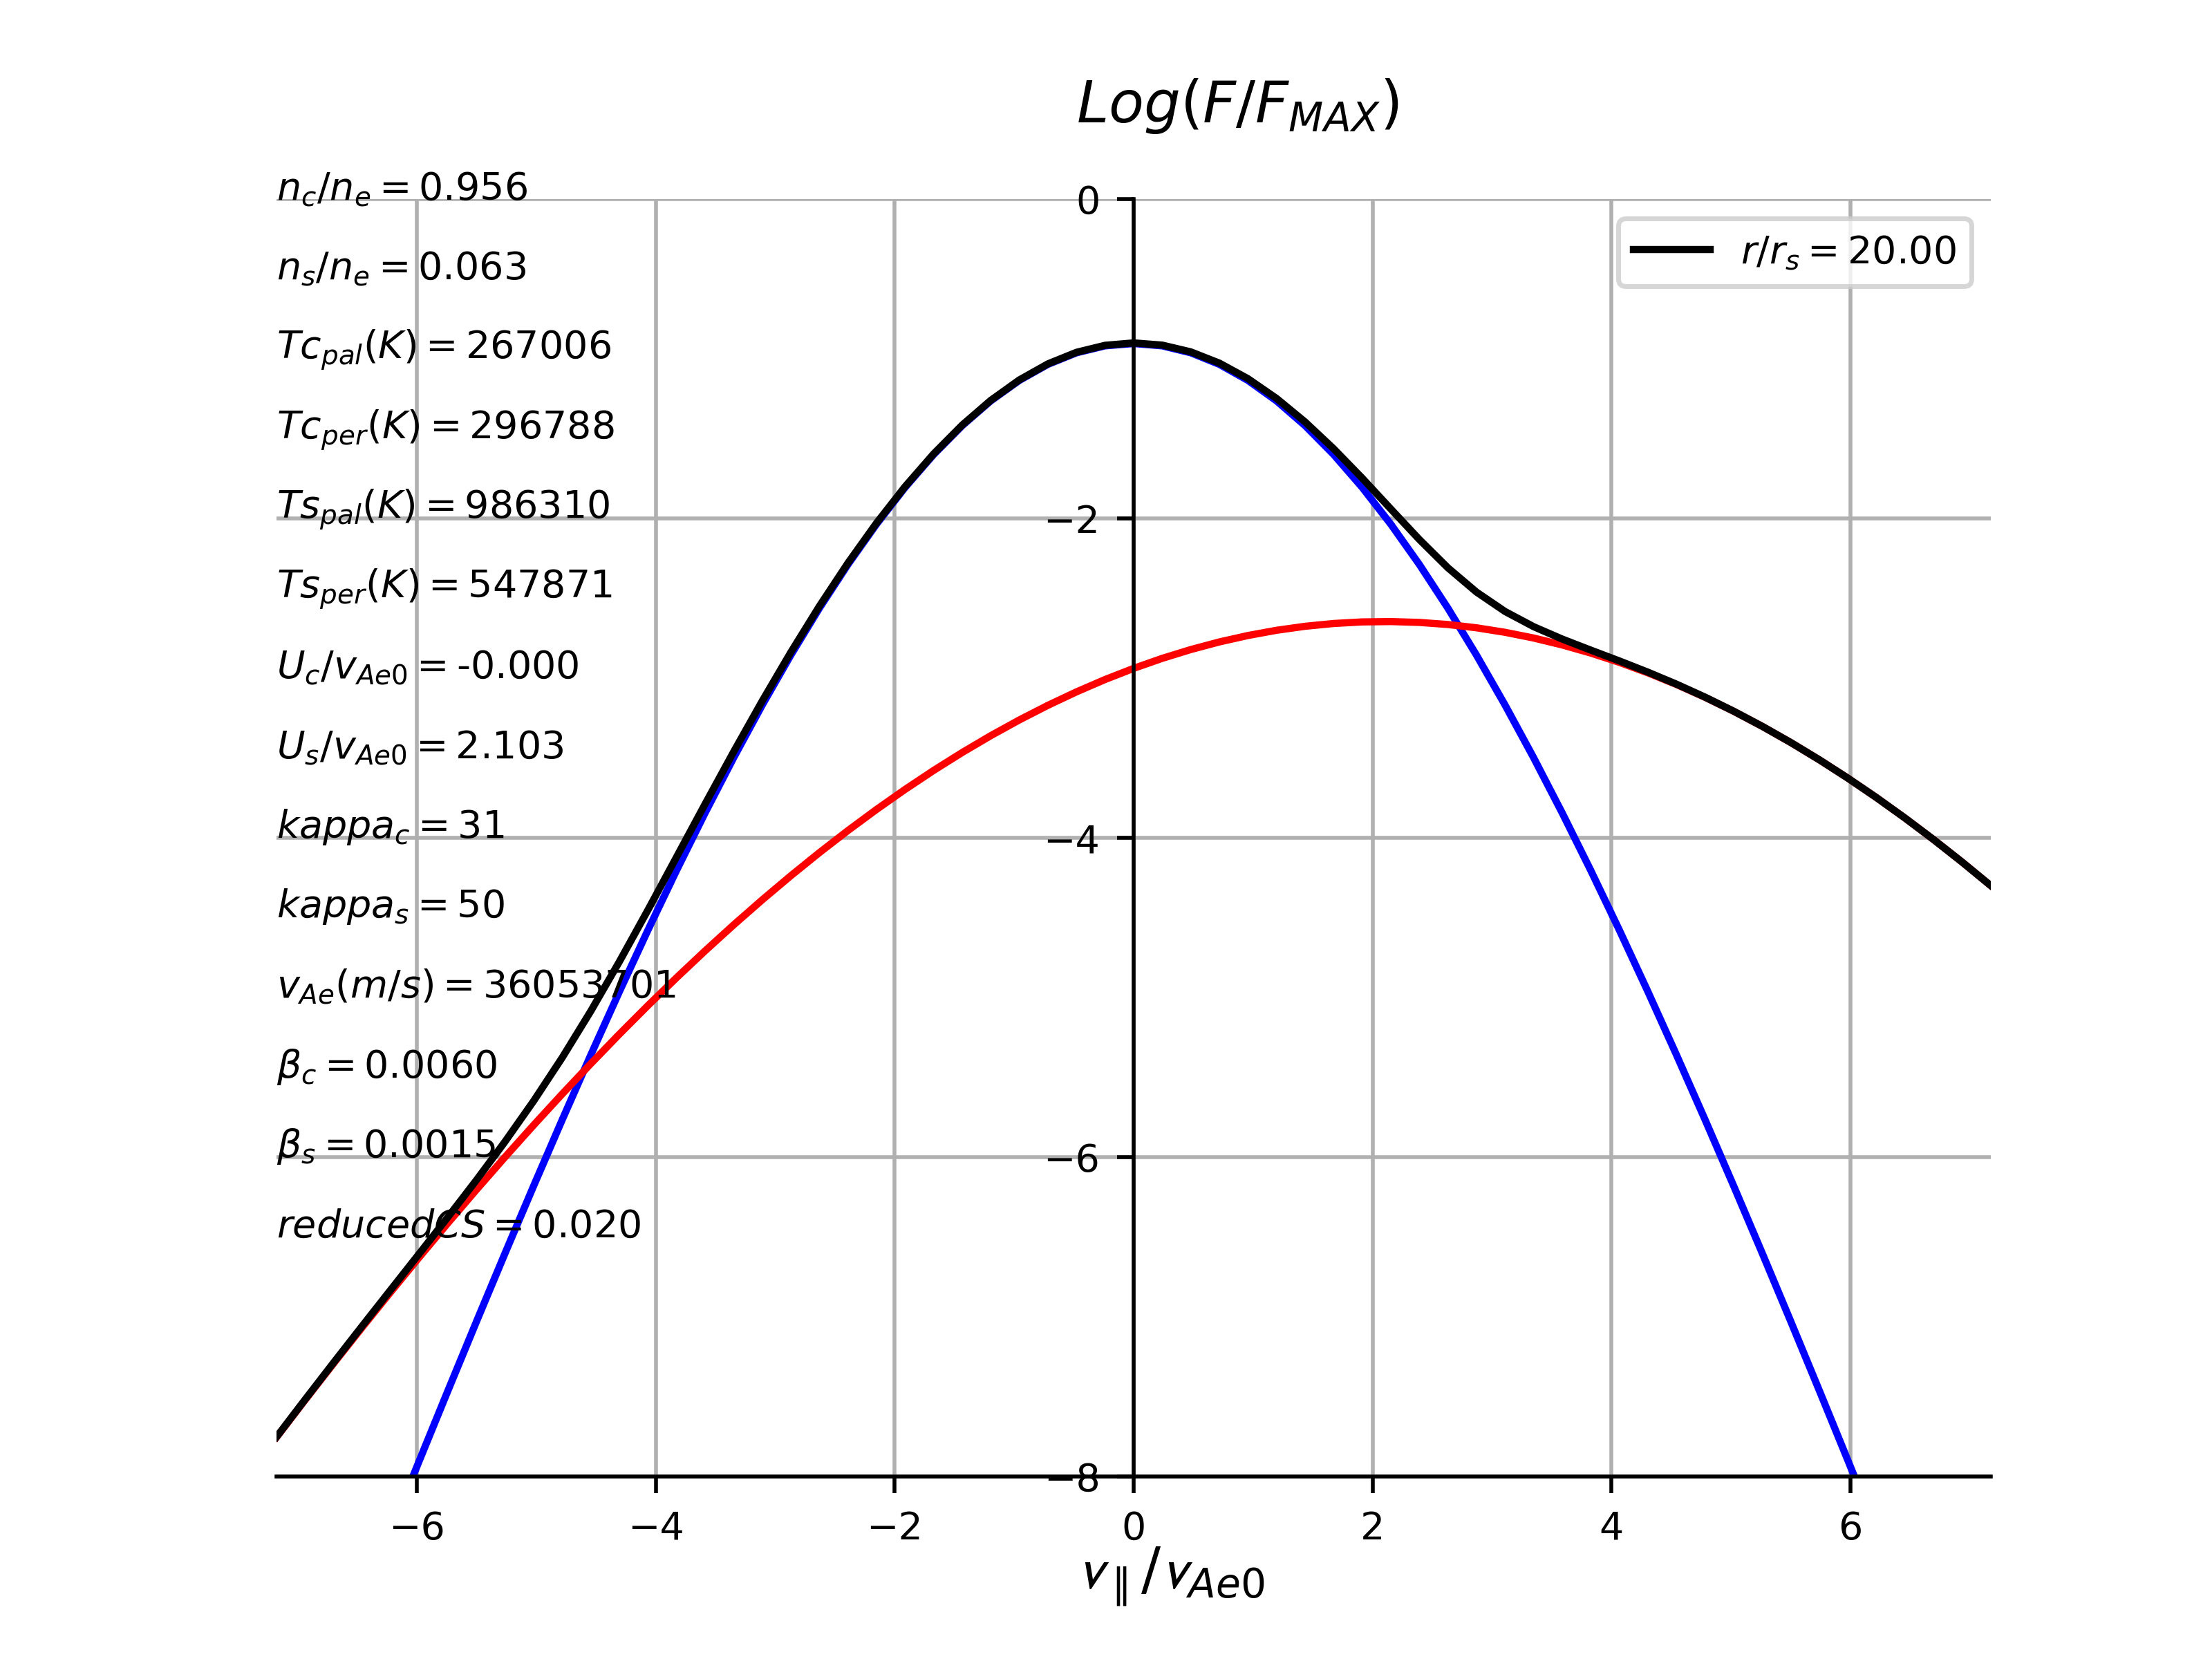 Log(F/F_MAX)
n_c/n_e = 0.956
0
r/r_s = 20.00
n_s/n_e = 0.063
Tc_pal(K) = 267006
Tc_per(K) = 296788
Ts_pal(K) = 986310
−2
Ts_per(K) = 547871
U_c/v_Ae0 = -0.000
U_s/v_Ae0 = 2.103
kappa_c = 31
−4
kappa_s = 50
v_Ae(m/s) = 36053701
β_c = 0.0060
β_s = 0.0015
−6
reducedCS = 0.020
−8
−6 −4 −2 0 2 4 6
v_∥/v_Ae0